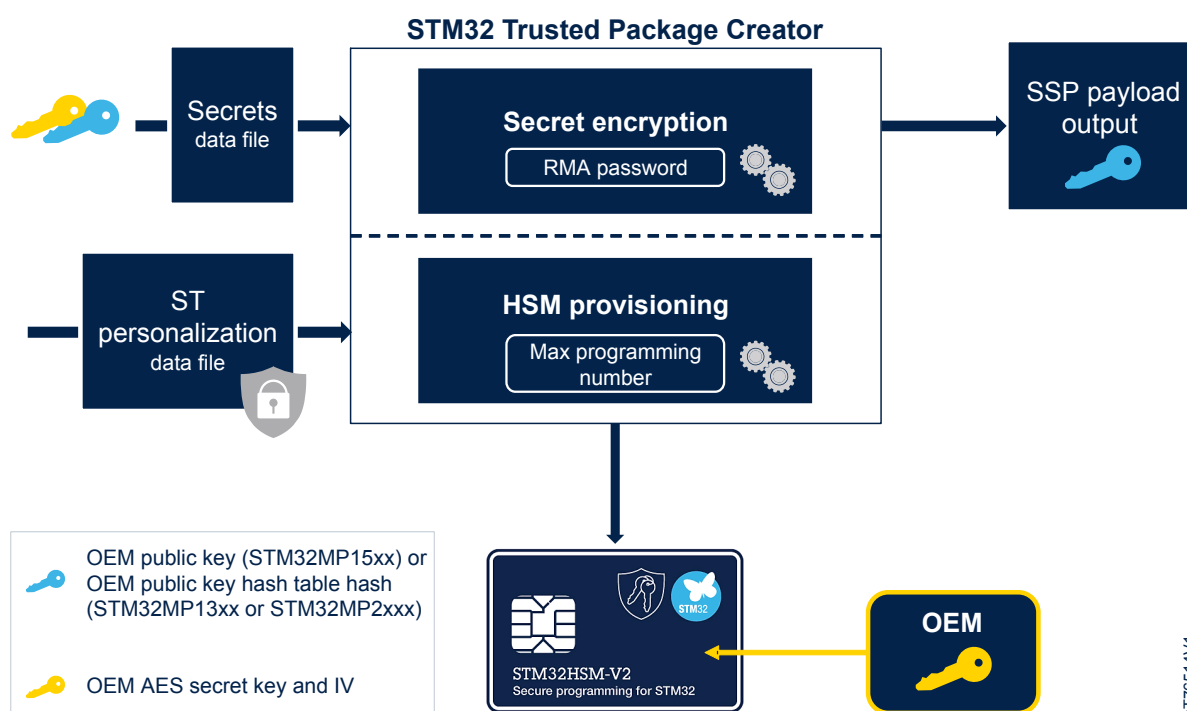 STM32 Trusted Package Creator
Secrets
data file
Secret encryption
RMA password
SSP payload
output
ST
personalization
data file
HSM provisioning
Max programming
number
OEM public key (STM32MP15xx) or
OEM public key hash table hash
(STM32MP13xx or STM32MP2xxx)
OEM AES secret key and IV
STM32
STM32HSM-V2
Secure programming for STM32
OEM